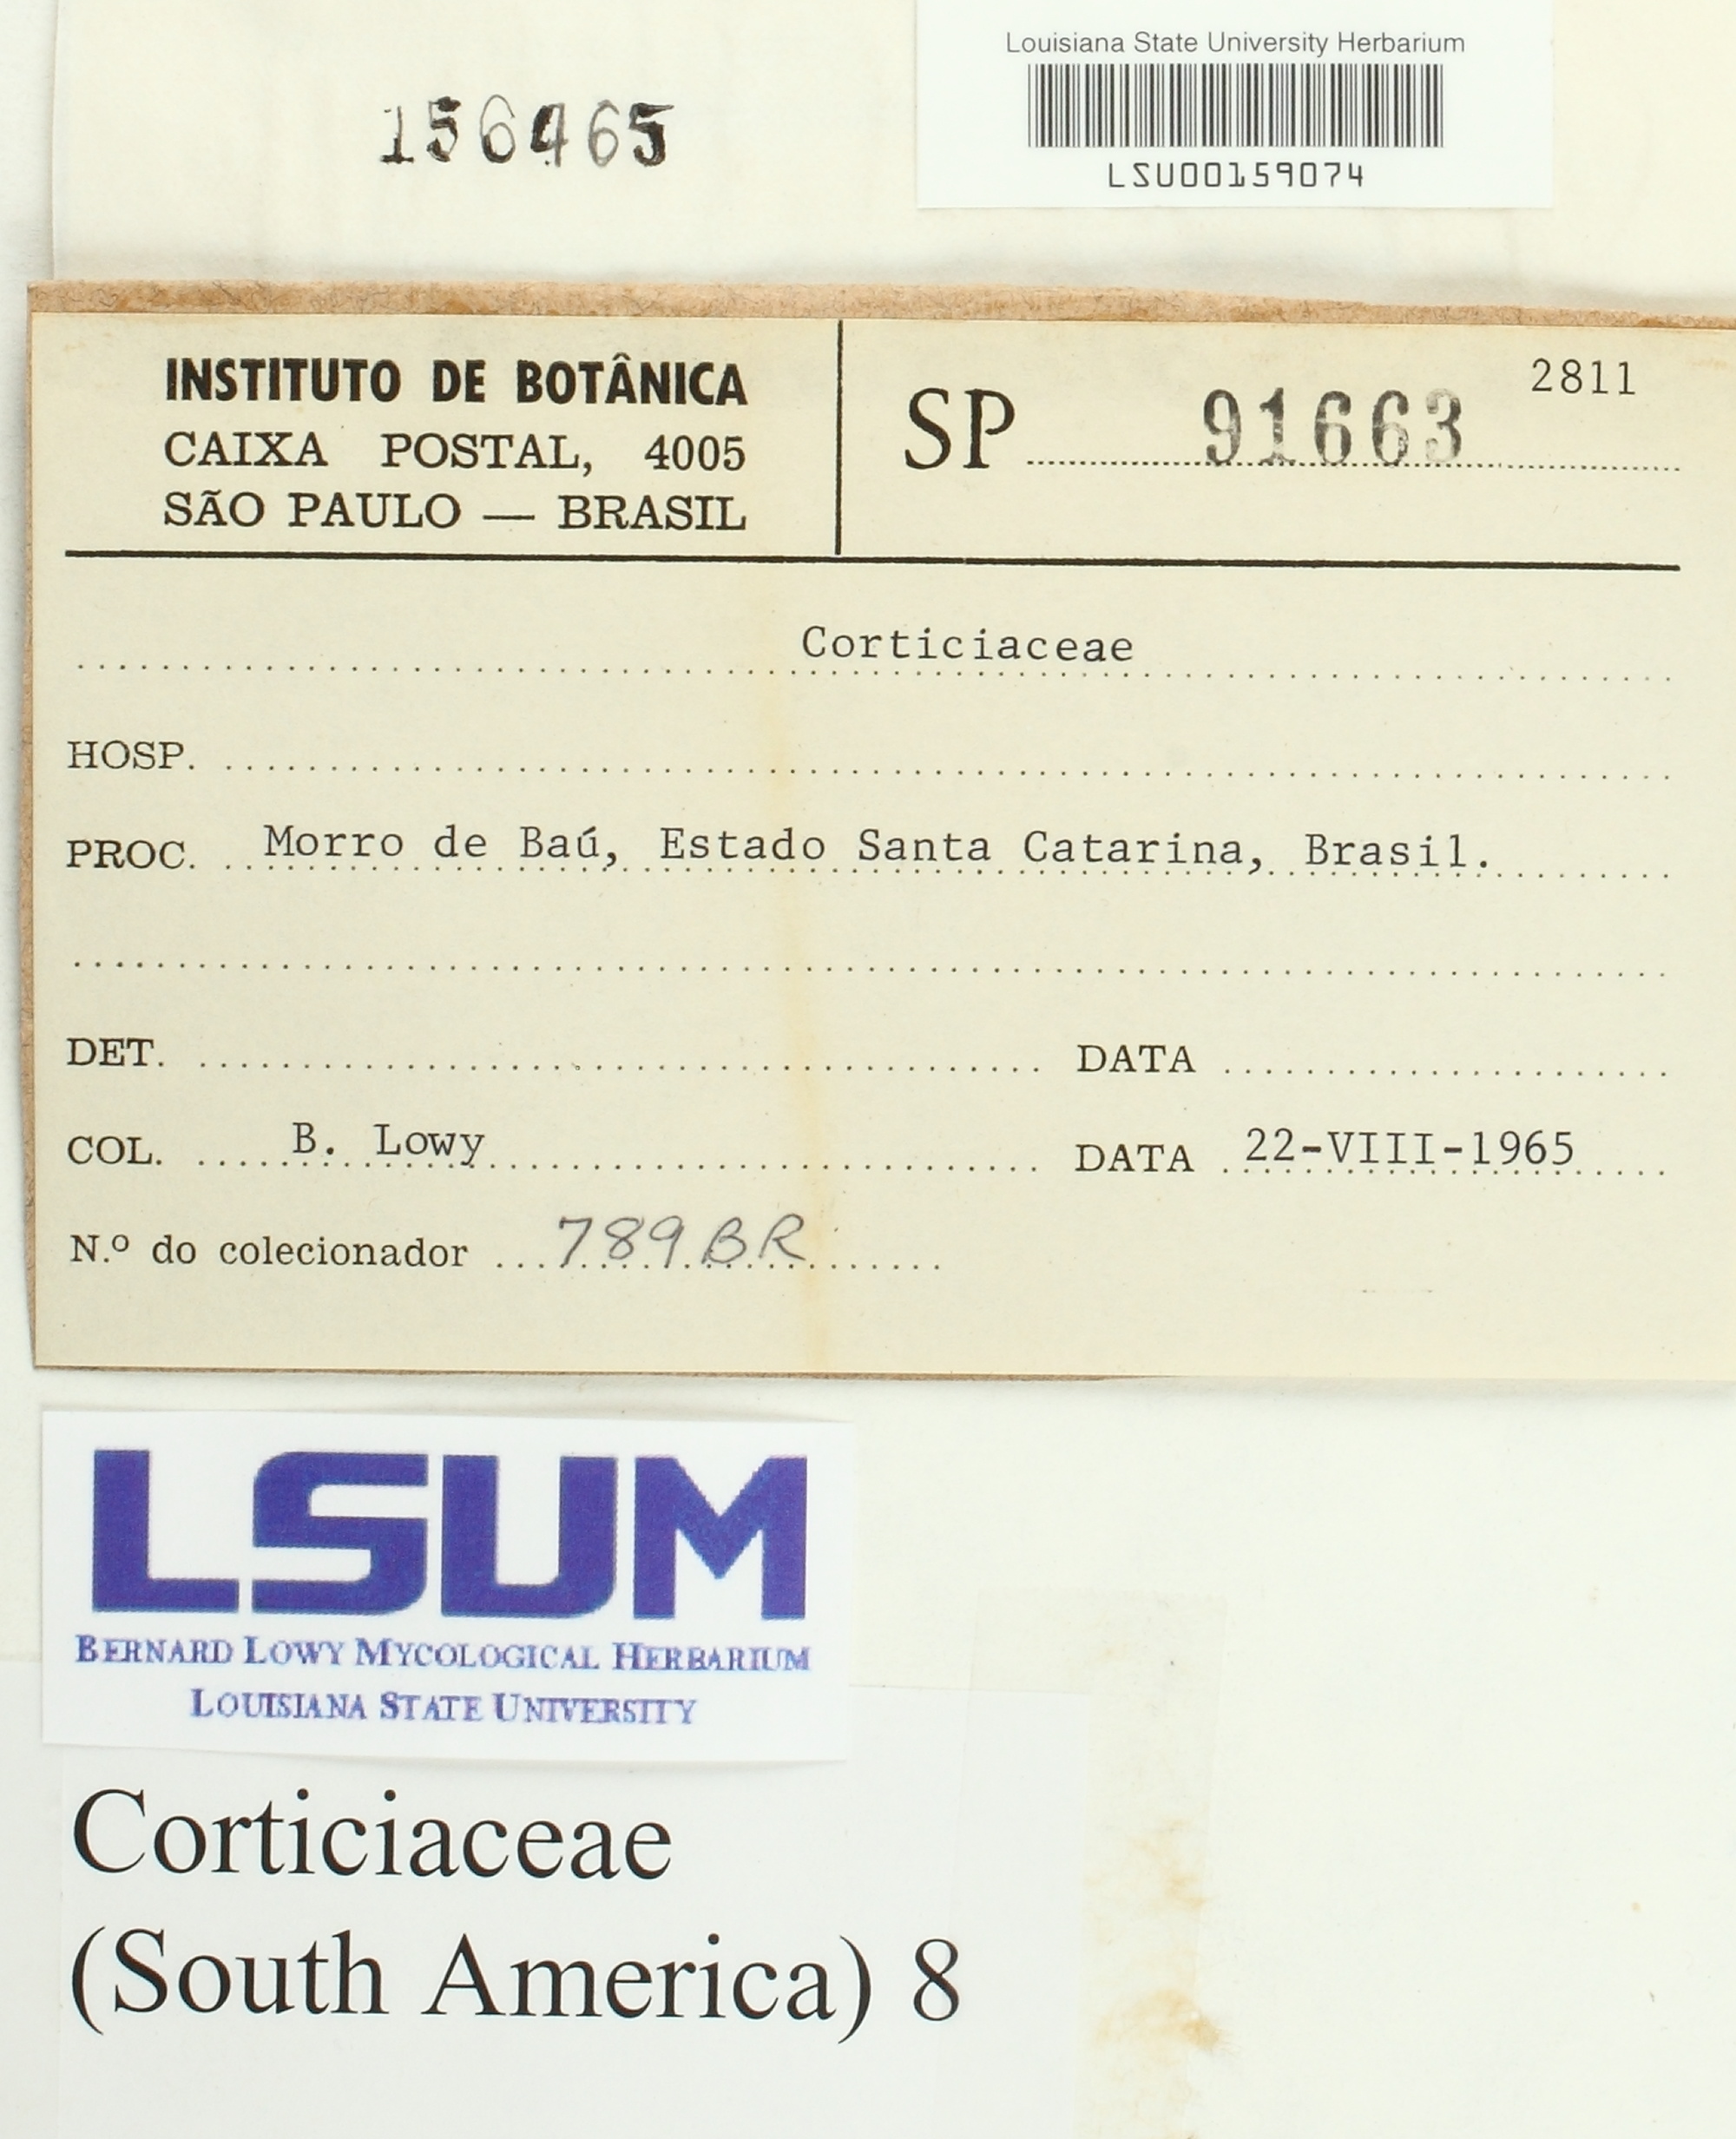 Louisiana State University Herbarium
156465
LSU00159074
INSTITUTO DE BOTÂNICA
CAIXA POSTAL, 4005
SÃO PAULO — BRASIL
SP 91663 2811
Corticiaceae
HOSP.
PROC. Morro de Baú, Estado Santa Catarina, Brasil.
DET. DATA
COL. B. Lowy DATA 22-VIII-1965
N.º do colecionador 789BR
LSUM
BERNARD LOWY MYCOLOGICAL HERBARIUM
LOUISIANA STATE UNIVERSITY
Corticiaceae
(South America) 8